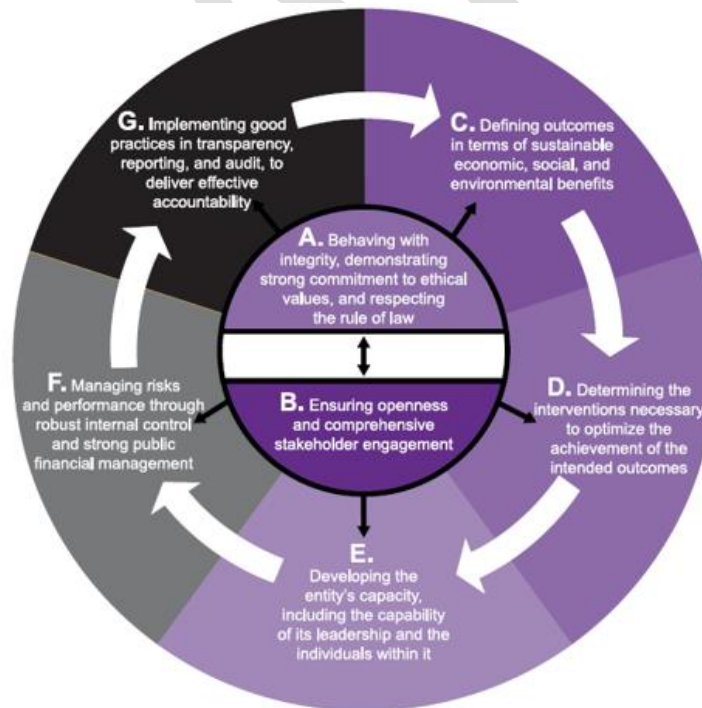 G. Implementing good
practices in transparency,
reporting, and audit, to
deliver effective
accountability
C. Defining outcomes
in terms of sustainable
economic, social, and
environmental benefits
A. Behaving with
integrity, demonstrating
strong commitment to ethical
values, and respecting
the rule of law
B. Ensuring openness
and comprehensive
stakeholder engagement
D. Determining the
interventions necessary
to optimize the
achievement of the
intended outcomes
E.
Developing the
entity's capacity,
including the capability
of its leadership and the
individuals within it
F. Managing risks
and performance through
robust internal control
and strong public
financial management